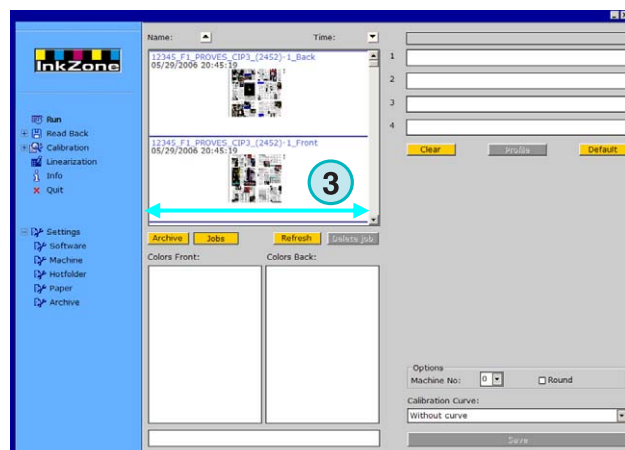 InkZone
Run
Read Back
Calibration
Linearization
Info
Quit
Settings
Software
Machine
Hotfolder
Paper
Archive
Name: Time:
12345_F1_PROVES_CIP3_(2452)-1_Back
05/29/2006 20:45:19
12345_F1_PROVES_CIP3_(2452)-1_Front
05/29/2006 20:45:19
3
Archive Jobs Refresh Delete job
Colors Front: Colors Back:
1
2
3
4
Clear Profile Default
Options
Machine No: 0 Round
Calibration Curve:
Without curve
Save